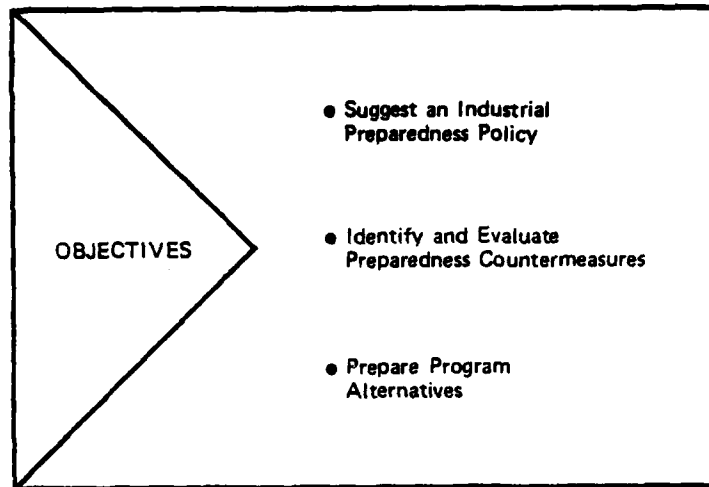 OBJECTIVES
● Suggest an Industrial
Preparedness Policy
● Identify and Evaluate
Preparedness Countermeasures
● Prepare Program
Alternatives